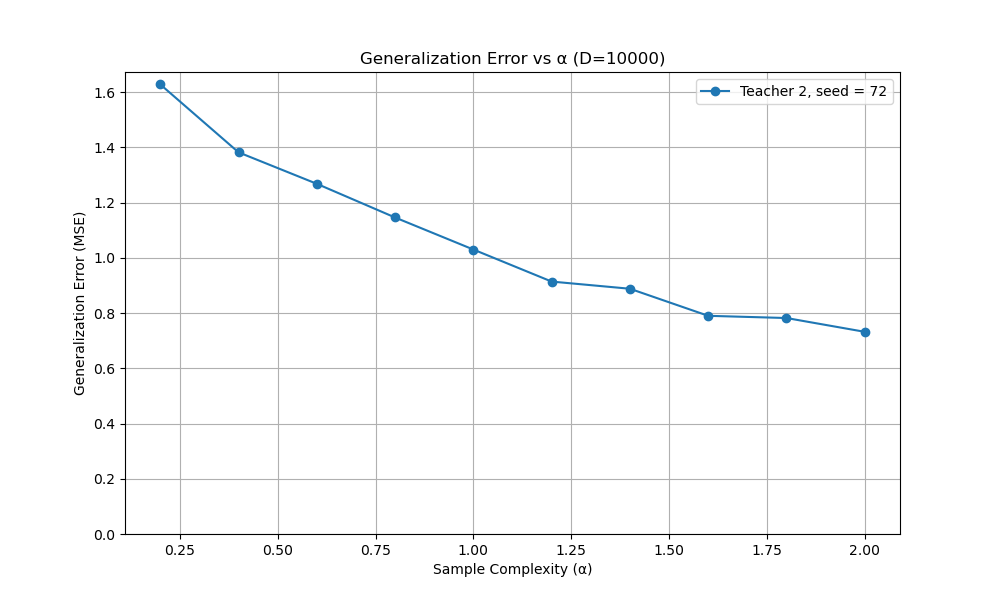 Generalization Error vs α (D=10000)
Teacher 2, seed = 72
Generalization Error (MSE)
1.6
1.4
1.2
1.0
0.8
0.6
0.4
0.2
0.0
0.25 0.50 0.75 1.00 1.25 1.50 1.75 2.00
Sample Complexity (α)